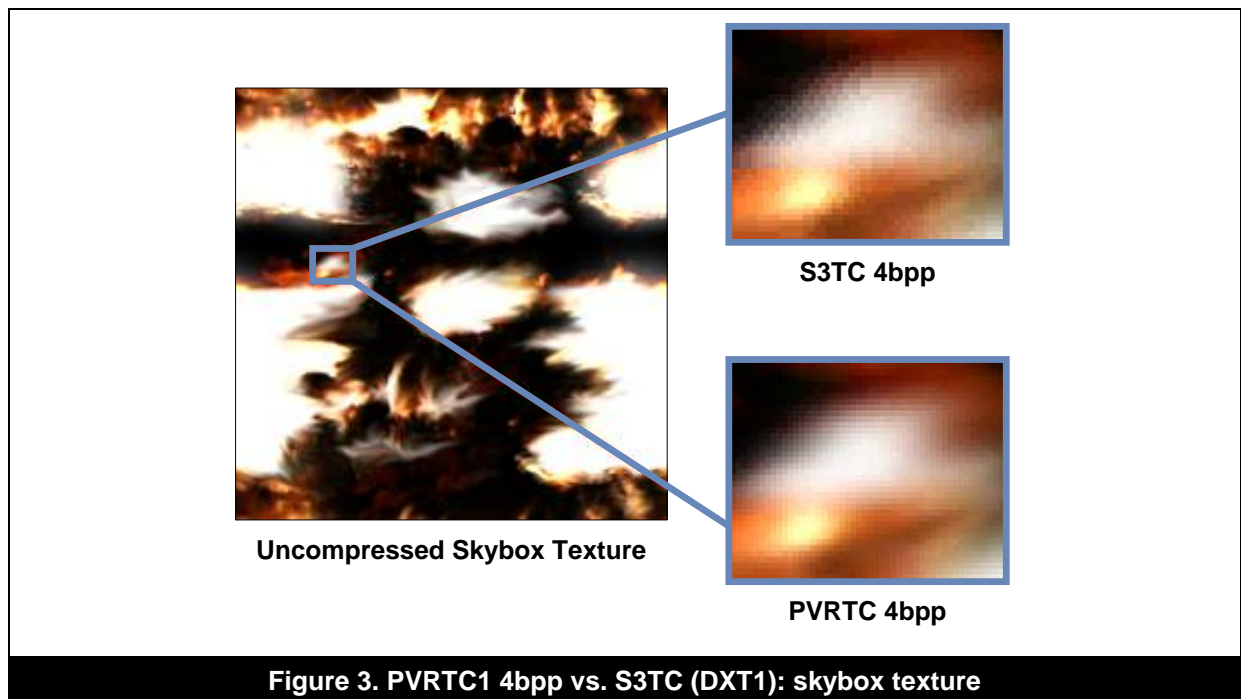 S3TC 4bpp
Uncompressed Skybox Texture
PVRTC 4bpp
Figure 3. PVRTC1 4bpp vs. S3TC (DXT1): skybox texture